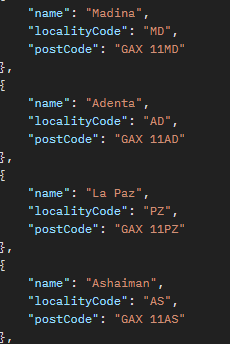 "name": "Madina",
"localityCode": "MD",
"postCode": "GAX 11MD"
},
{
"name": "Adenta",
"localityCode": "AD",
"postCode": "GAX 11AD"
},
{
"name": "La Paz",
"localityCode": "PZ",
"postCode": "GAX 11PZ"
},
{
"name": "Ashaiman",
"localityCode": "AS",
"postCode": "GAX 11AS"
},